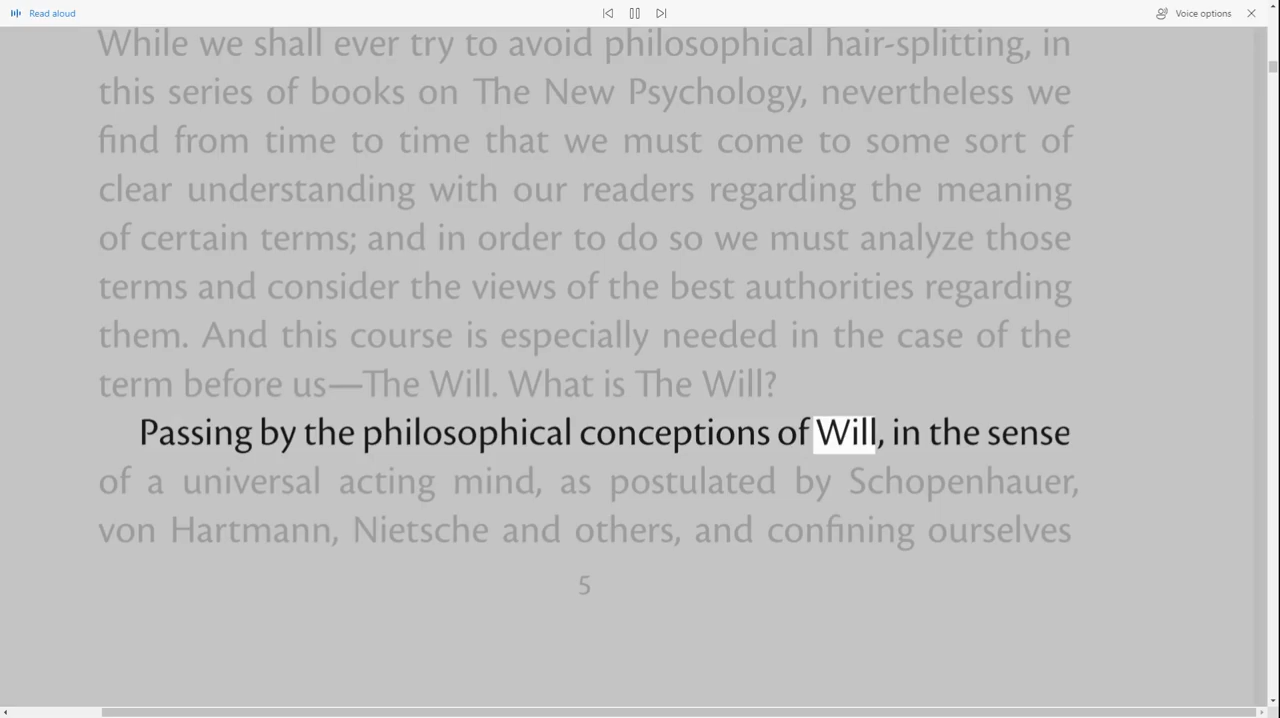 Read aloud
Voice options
While we shall ever try to avoid philosophical hair-splitting, in
this series of books on The New Psychology, nevertheless we
find from time to time that we must come to some sort of
clear understanding with our readers regarding the meaning
of certain terms; and in order to do so we must analyze those
terms and consider the views of the best authorities regarding
them. And this course is especially needed in the case of the
term before us—The Will. What is The Will?
Passing by the philosophical conceptions of Will, in the sense
of a universal acting mind, as postulated by Schopenhauer,
von Hartmann, Nietsche and others, and confining ourselves
5